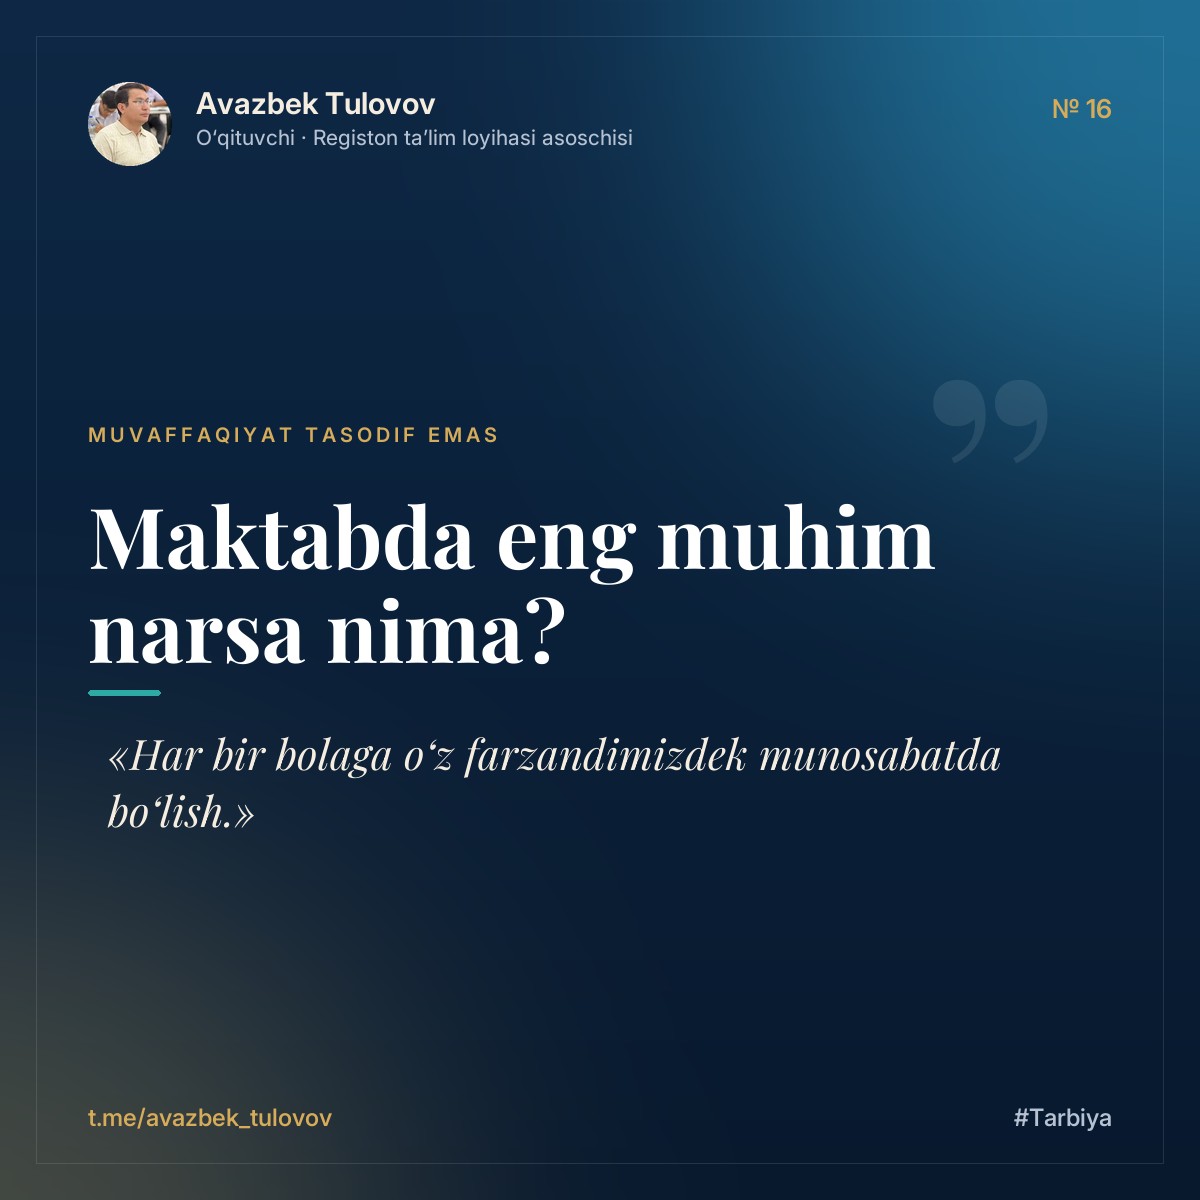 Avazbek Tulovov
Oʻqituvchi · Registon taʼlim loyihasi asoschisi
№ 16
MUVAFFAQIYAT TASODIF EMAS
Maktabda eng muhim
narsa nima?
«Har bir bolaga oʻz farzandimizdek munosabatda
boʻlish.»
t.me/avazbek_tulovov
#Tarbiya